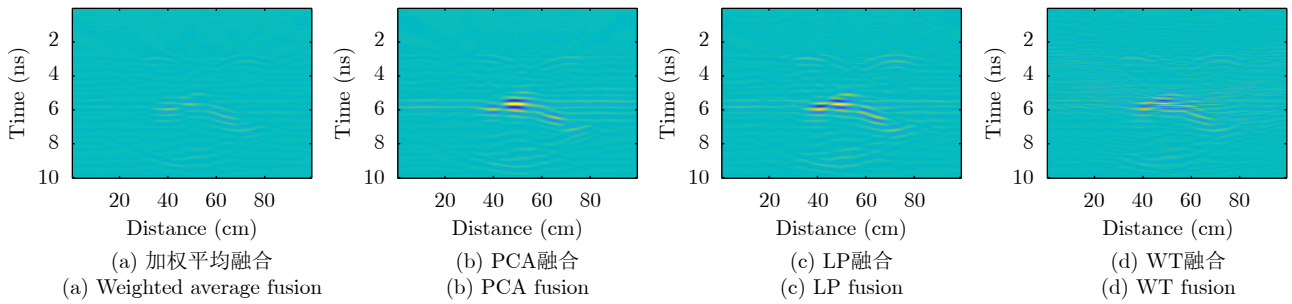 Time (ns)
2
4
6
8
10
20
40
60
80
Distance (cm)
(a) 加权平均融合
(a) Weighted average fusion
Time (ns)
2
4
6
8
10
20
40
60
80
Distance (cm)
(b) PCA融合
(b) PCA fusion
Time (ns)
2
4
6
8
10
20
40
60
80
Distance (cm)
(c) LP融合
(c) LP fusion
Time (ns)
2
4
6
8
10
20
40
60
80
Distance (cm)
(d) WT融合
(d) WT fusion